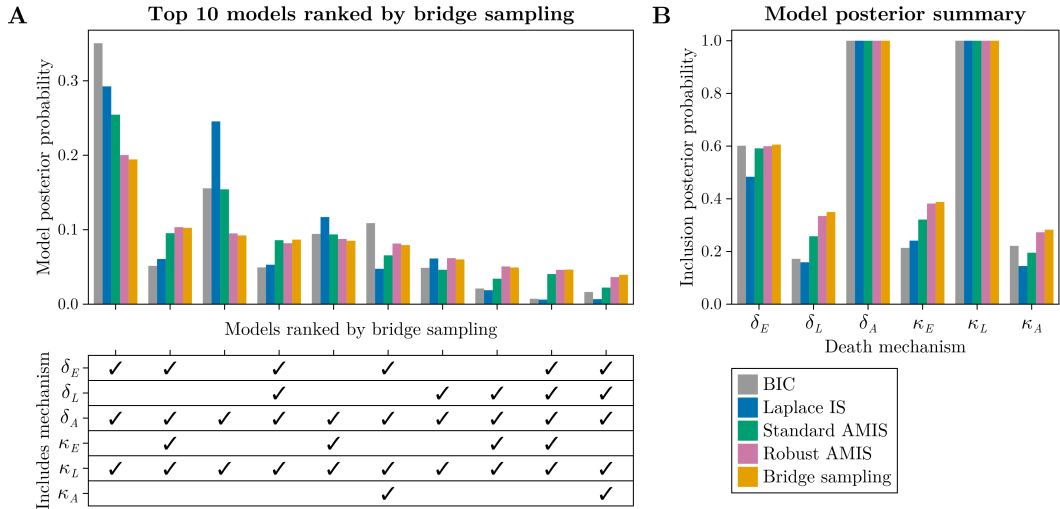 A
Top 10 models ranked by bridge sampling
Model posterior probability
0.3
0.2
0.1
0.0
Models ranked by bridge sampling
Includes mechanism
δ_E ✓ ✓ ✓ ✓ ✓ ✓
δ_L ✓ ✓ ✓ ✓ ✓
δ_A ✓ ✓ ✓ ✓ ✓ ✓ ✓ ✓ ✓ ✓
κ_E ✓ ✓ ✓ ✓
κ_L ✓ ✓ ✓ ✓ ✓ ✓ ✓ ✓ ✓ ✓
κ_A ✓ ✓
B
Model posterior summary
Inclusion posterior probability
1.0
0.8
0.6
0.4
0.2
0.0
δ_E δ_L δ_A κ_E κ_L κ_A
Death mechanism
BIC
Laplace IS
Standard AMIS
Robust AMIS
Bridge sampling